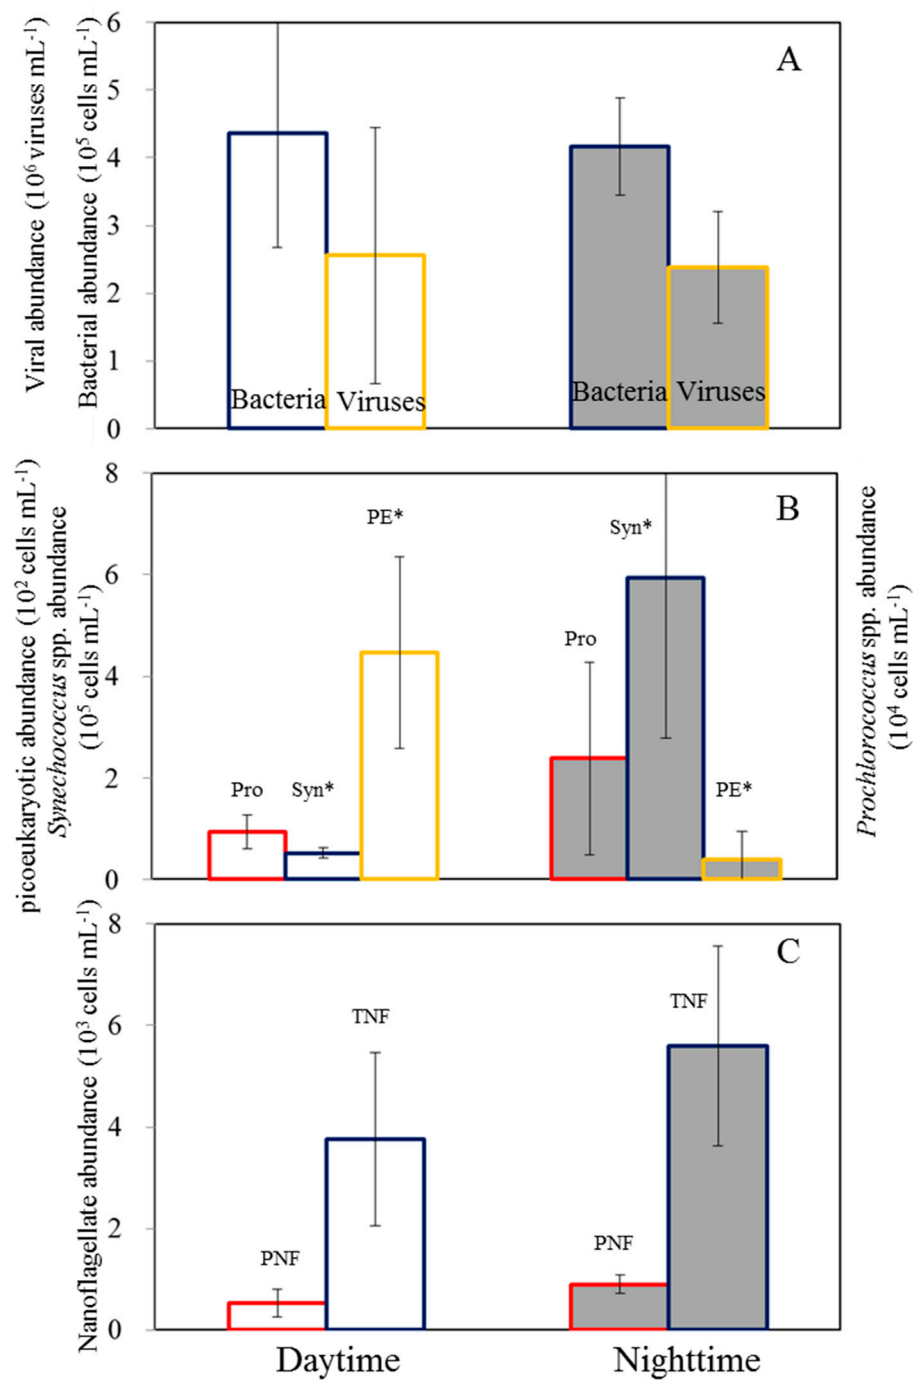 Viral abundance (10⁶ viruses mL⁻¹)
Bacterial abundance (10⁵ cells mL⁻¹)
6
5
4
3
2
1
0
A
Bacteria Viruses
Bacteria Viruses
picoeukaryotic abundance (10² cells mL⁻¹)
Synechococcus spp. abundance
(10⁵ cells mL⁻¹)
8
6
4
2
0
B
Pro
Syn*
PE*
Pro
Syn*
PE*
Prochlorococcus spp. abundance
(10⁴ cells mL⁻¹)
Nanoflagellate abundance (10³ cells mL⁻¹)
8
6
4
2
0
C
PNF
TNF
PNF
TNF
Daytime
Nighttime